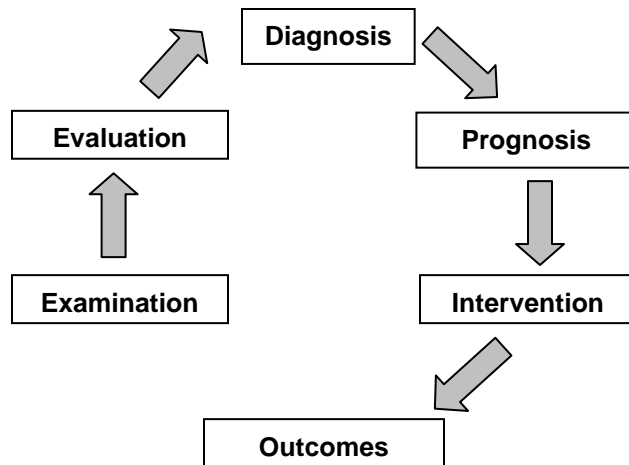 Diagnosis
Evaluation
Prognosis
Examination
Intervention
Outcomes